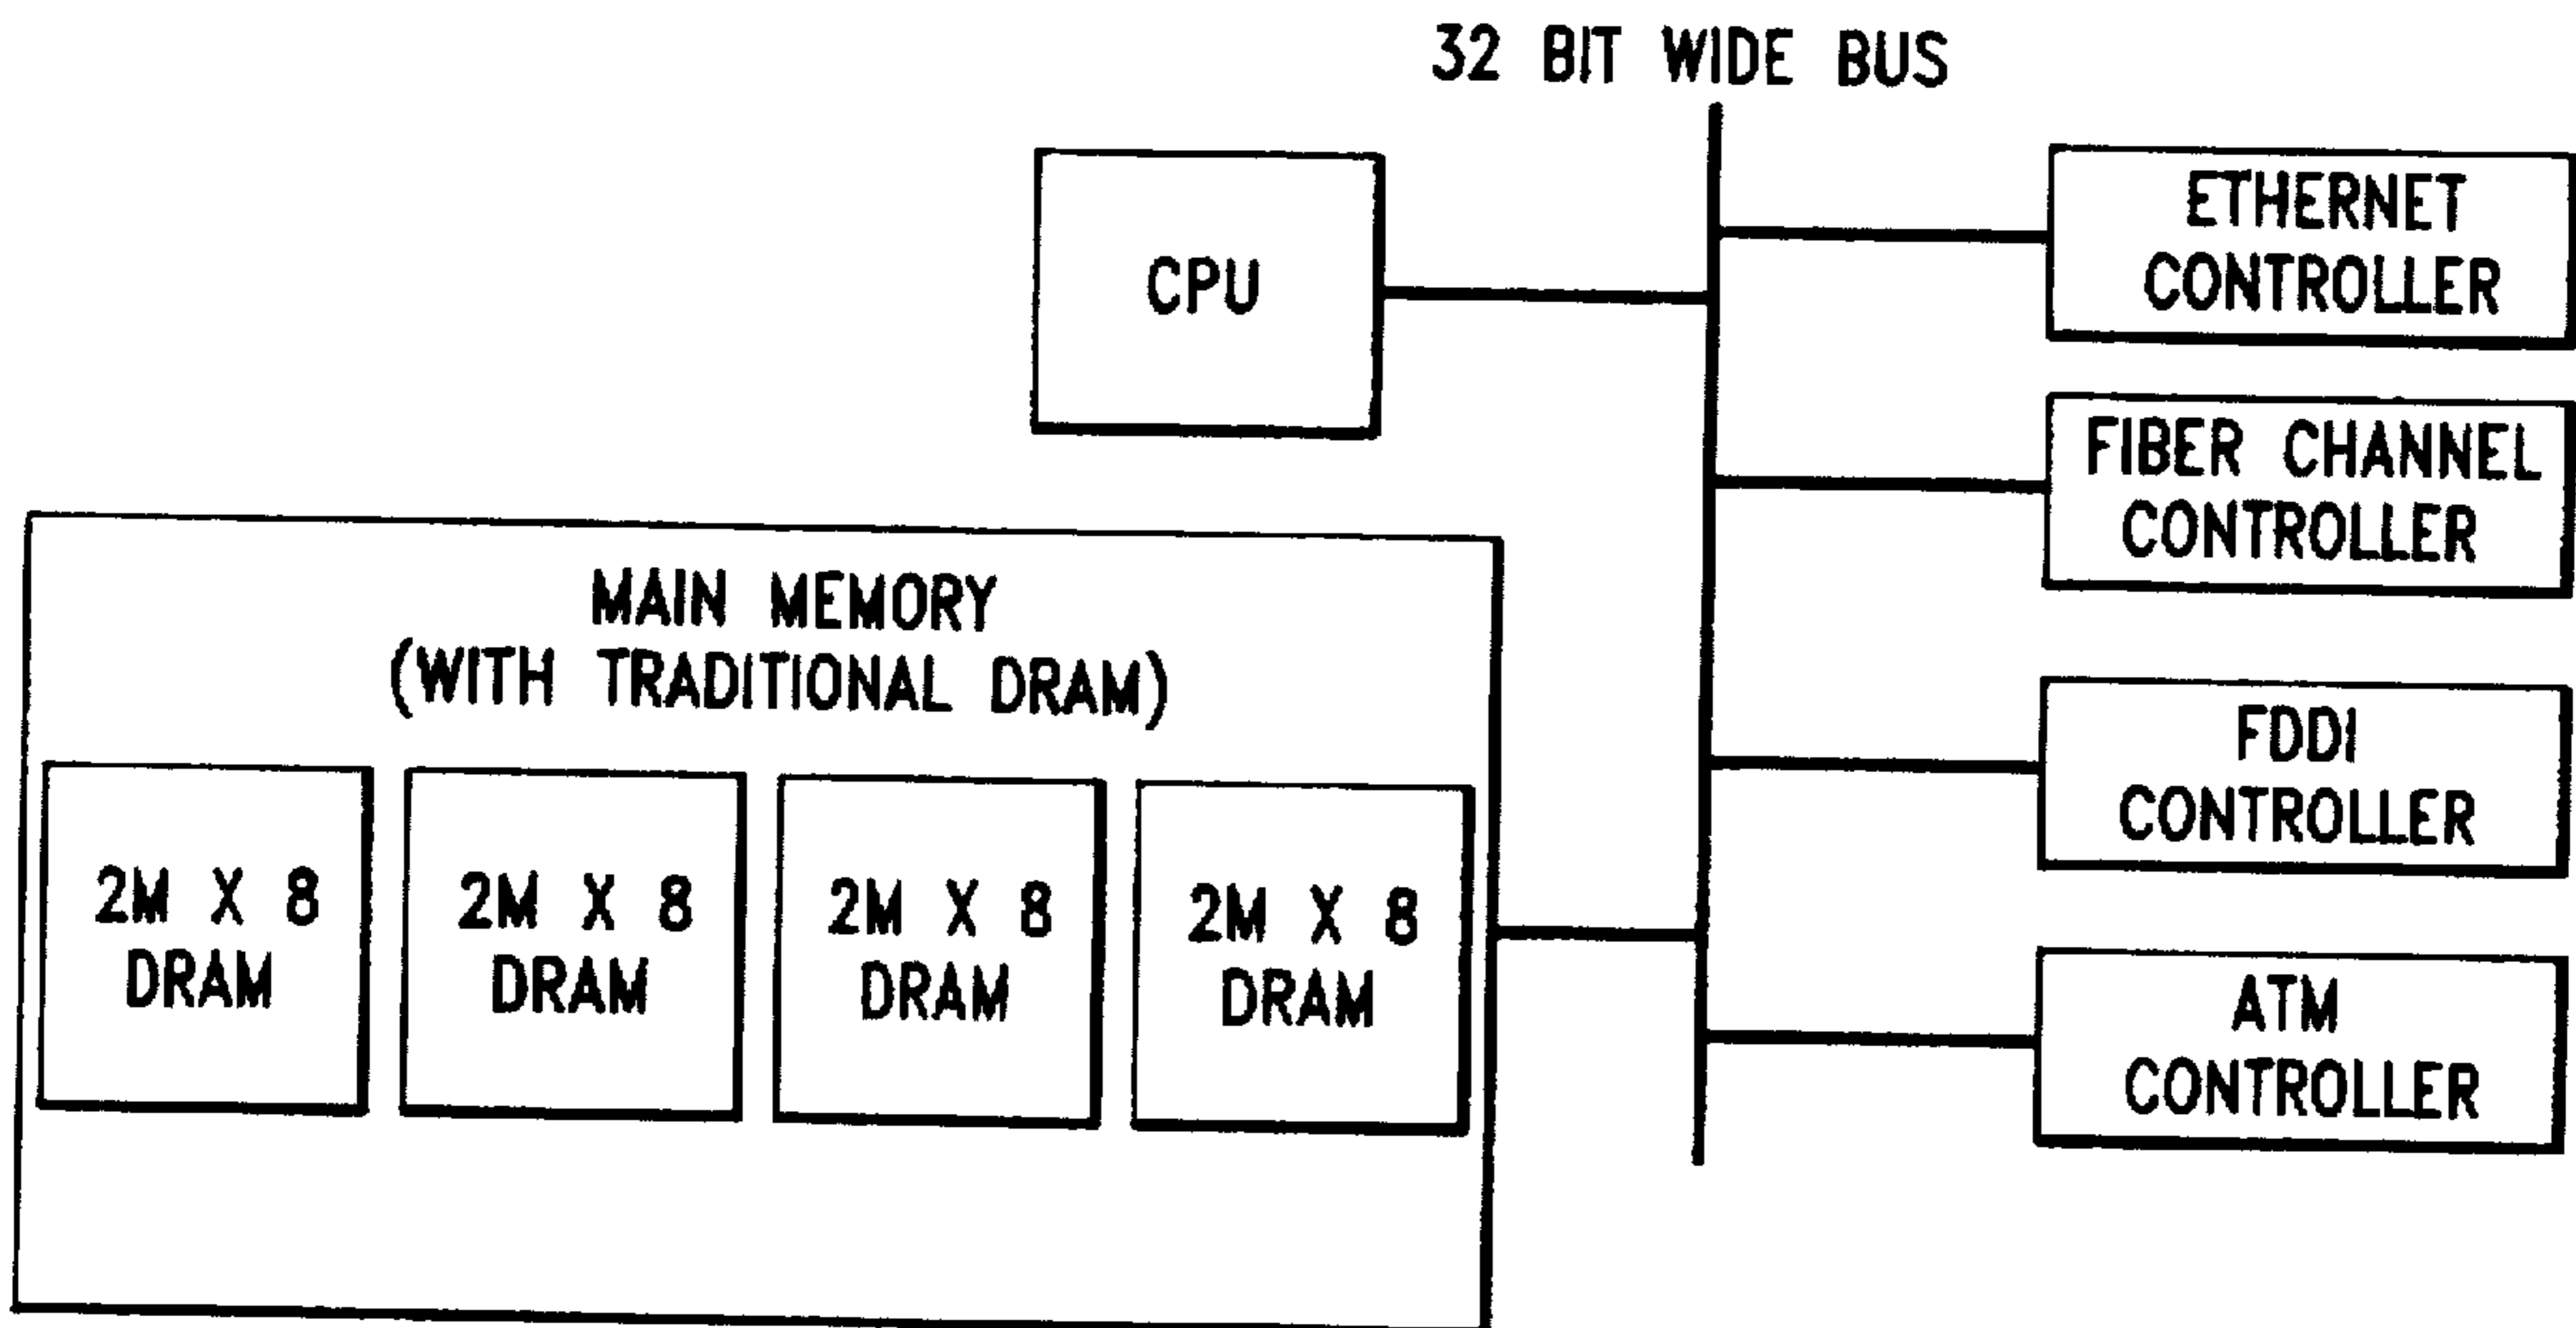 32 BIT WIDE BUS
CPU
ETHERNET
CONTROLLER
FIBER CHANNEL
CONTROLLER
MAIN MEMORY
(WITH TRADITIONAL DRAM)
2M X 8
DRAM
2M X 8
DRAM
2M X 8
DRAM
2M X 8
DRAM
FDDI
CONTROLLER
ATM
CONTROLLER